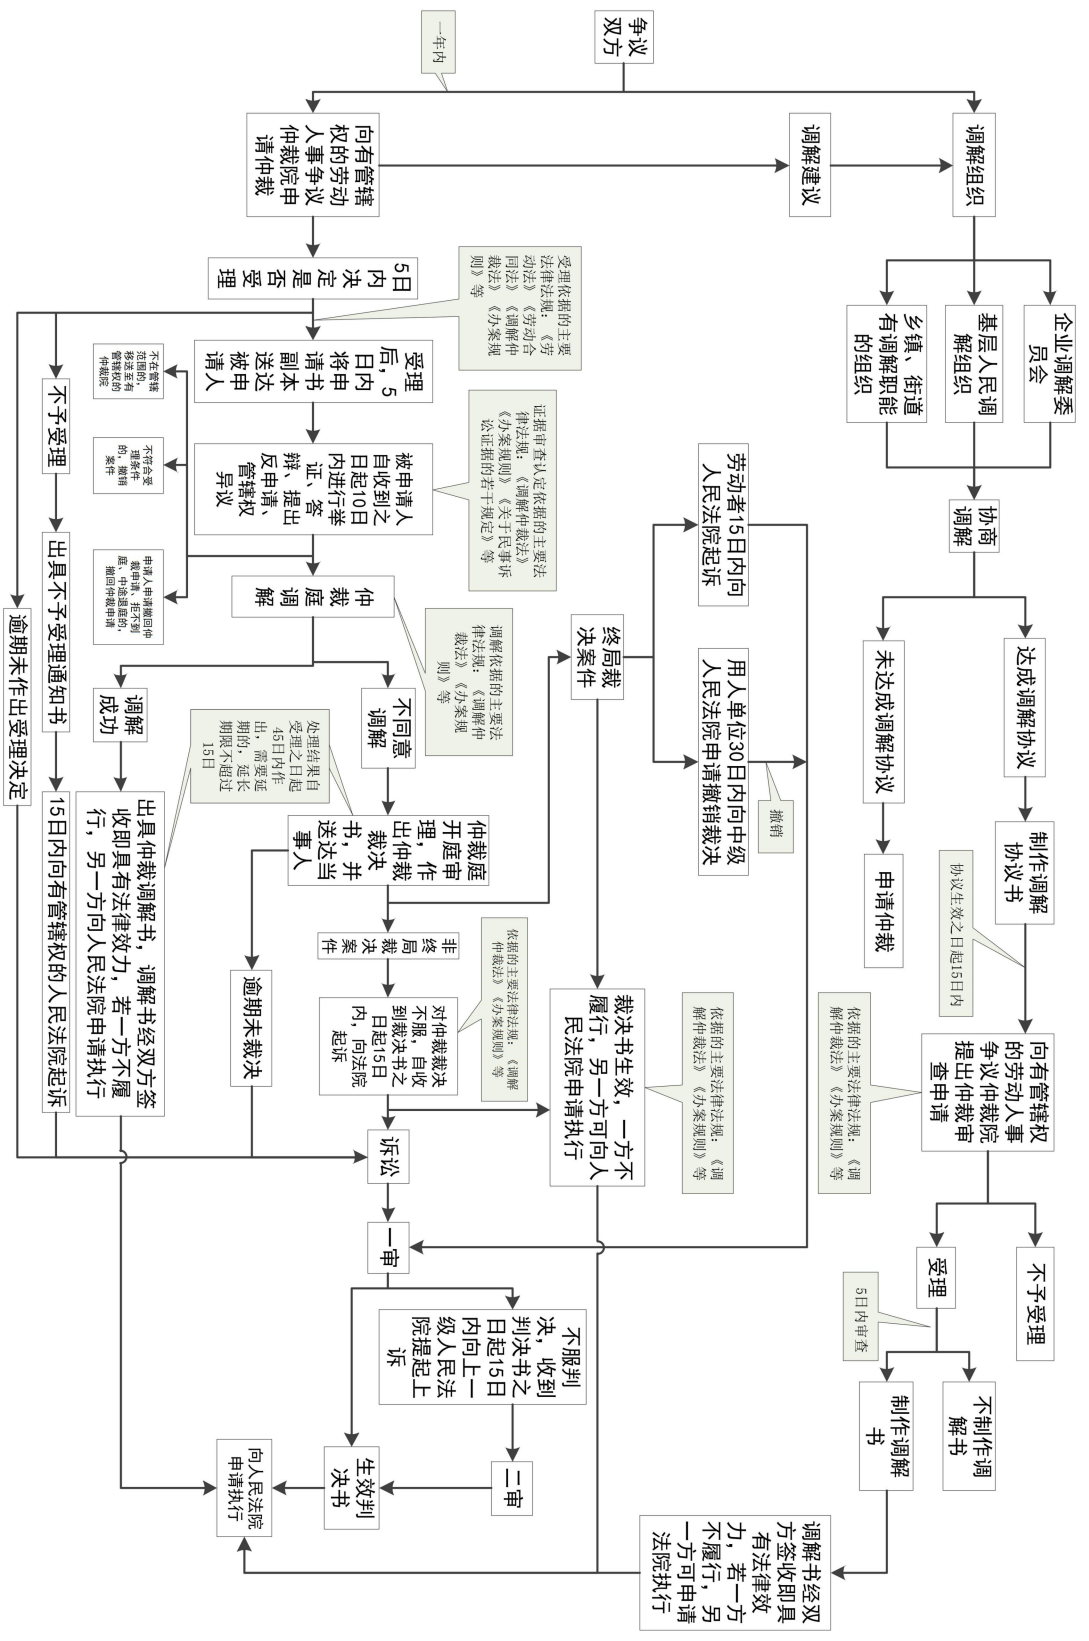 争议
双方
一年内
调解组织
调解建议
向有管辖
权的劳动
人事争议
仲裁院申
请仲裁
企业调解委
员会
基层人民调
解组织
乡镇、街道
有调解职能
的组织
协商
调解
达成调解协议
未达成调解协议
制作调解
协议书
申请仲裁
协议生效之日起15日内
向有管辖权
的劳动人事
争议仲裁院
提出仲裁审
查申请
依据的主要法律法规：《调
解仲裁法》《办案规则》等
不予受理
受理
5日内审查
不制作调
解书
制作调解
书
调解书经双
方签收即具
有法律效
力，若一方
不履行，另
一方可申请
法院执行
5日
内决定是否受
理
受理依据的主要
法律法规：《劳
动法》《劳动合
同法》《调解仲
裁法》《办案规
则》等
受理
后，5
日内
将申
请书
副本
送达
被申
请人
证据审查认定依据的主要法
律法规：《调解仲裁法》
《办案规则》《关于民事诉
讼证据的若干规定》等
被申请人
自收到之
日起10日
内进行举
证、答
辩、提出
反申请、
管辖权
异议
不在管辖
范围的，
移送至有
管辖权的
仲裁院
不符合受
理条件
的，撤销
案件
申请人申请撤回仲
裁申请、拒不到
庭、中途退庭的，
撤回仲裁申请
仲
裁庭调
解
调解依据的主要法
律法规：《调解仲
裁法》《办案规
则》等
不同意
调解
调解
成功
处理结果自
受理之日起
45日内作
出，需要延
期的，延长
期限不超过
15日
出具仲裁调解书，调解书经双方签
收即具有法律效力，若一方不履
行，另一方向人民法院申请执行
仲裁庭
开庭审
理，作
出仲裁
裁决
书，并
送达当
事人
终局裁
决案件
劳动者15日内向
人民法院起诉
用人单位30日内向中级
人民法院申请撤销裁决
撤销
非终局裁决案件
逾期未裁决
对仲裁裁决
不服，自收
到裁决书之
日起15日
内，向法院
起诉
依据的主要法律法规：《调解
仲裁法》《办案规则》等
裁决书生效，一方不
履行，另一方可向人
民法院申请执行
依据的主要法律法规：《调
解仲裁法》《办案规则》等
不予受理
出具不予受理通知书
15日内向有管辖权的人民法院起诉
逾期未作出受理决定
诉讼
一审
不服判
决，收到
判决书之
日起15日
内向上一
级人民法
院提起上
诉
二审
生效判
决书
向人民法院
申请执行